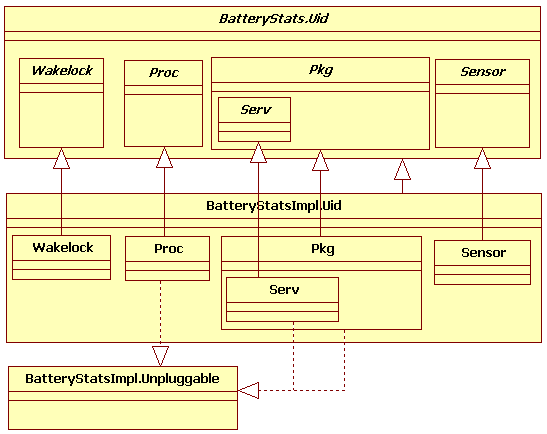 BatteryStats.Uid
Wakelock
Proc
Pkg
Sensor
Serv
BatteryStatsImpl.Uid
Wakelock
Proc
Pkg
Sensor
Serv
BatteryStatsImpl.Unpluggable